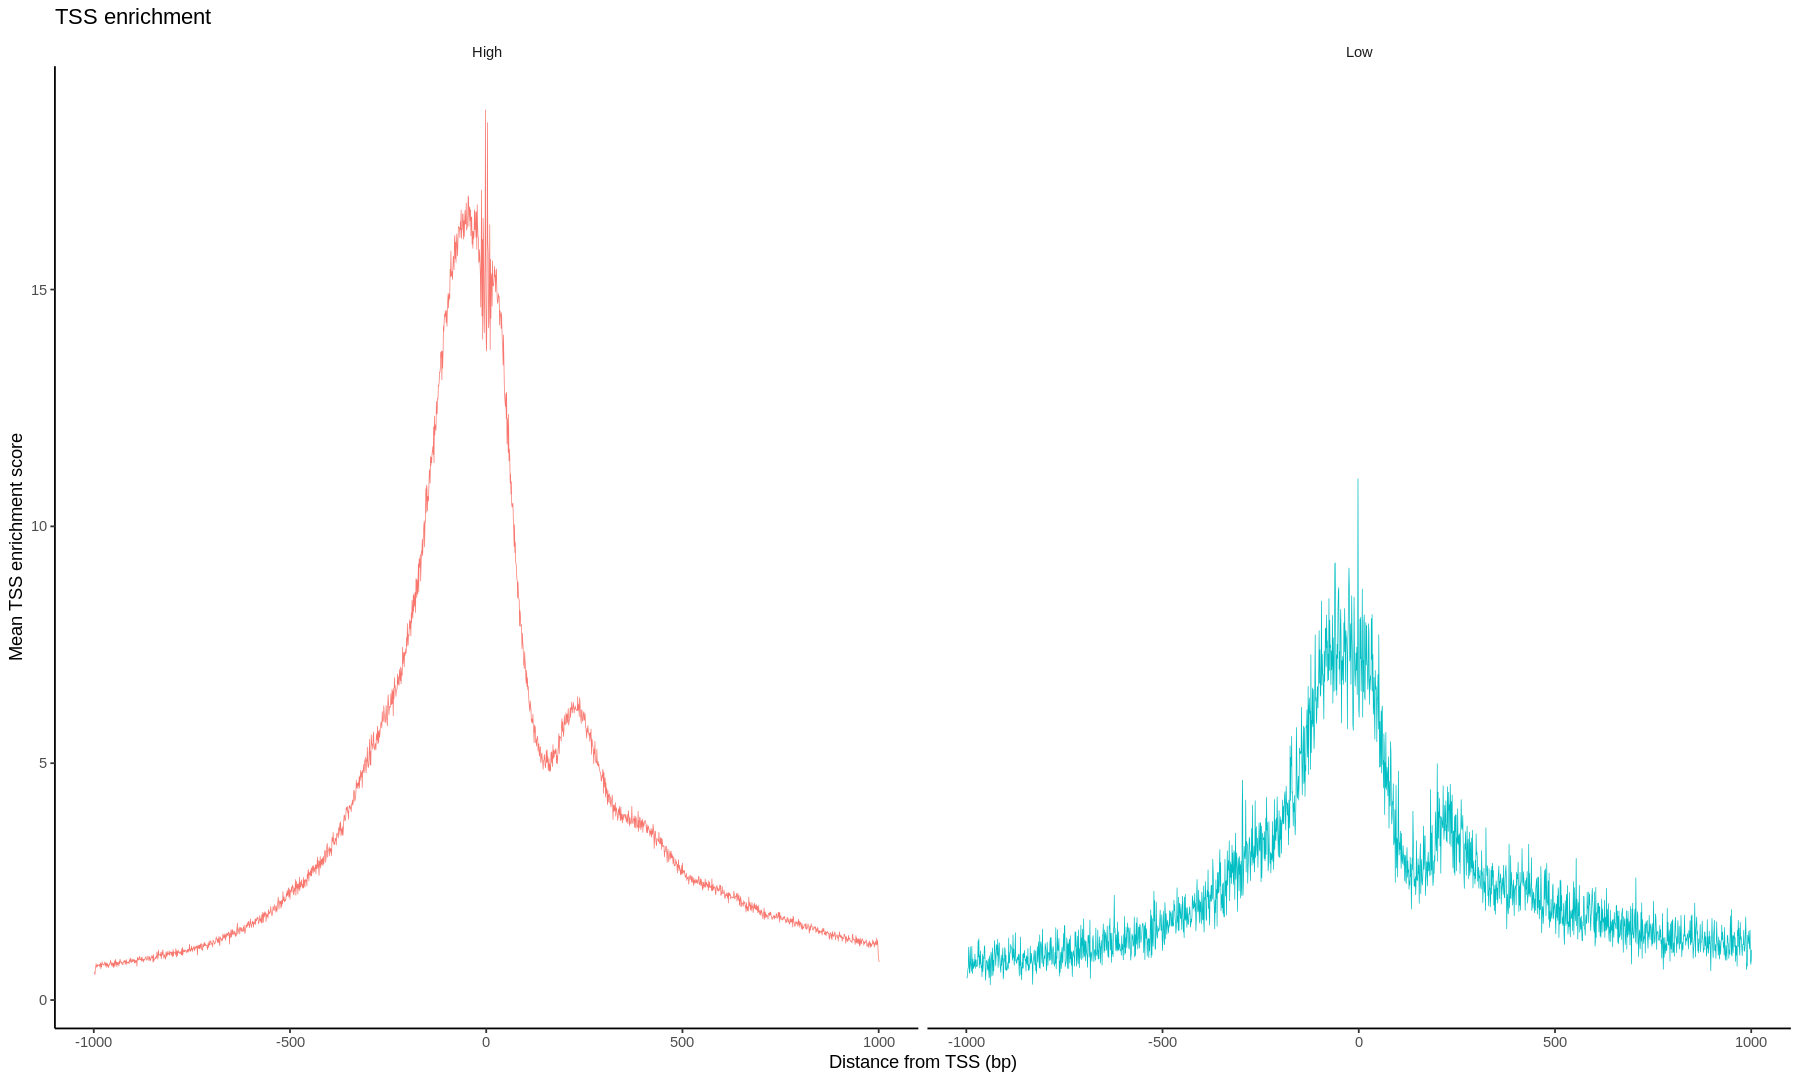 TSS enrichment
High
Low
Mean TSS enrichment score
15
10
5
0
-1000 -500 0 500 1000
-1000 -500 0 500 1000
Distance from TSS (bp)